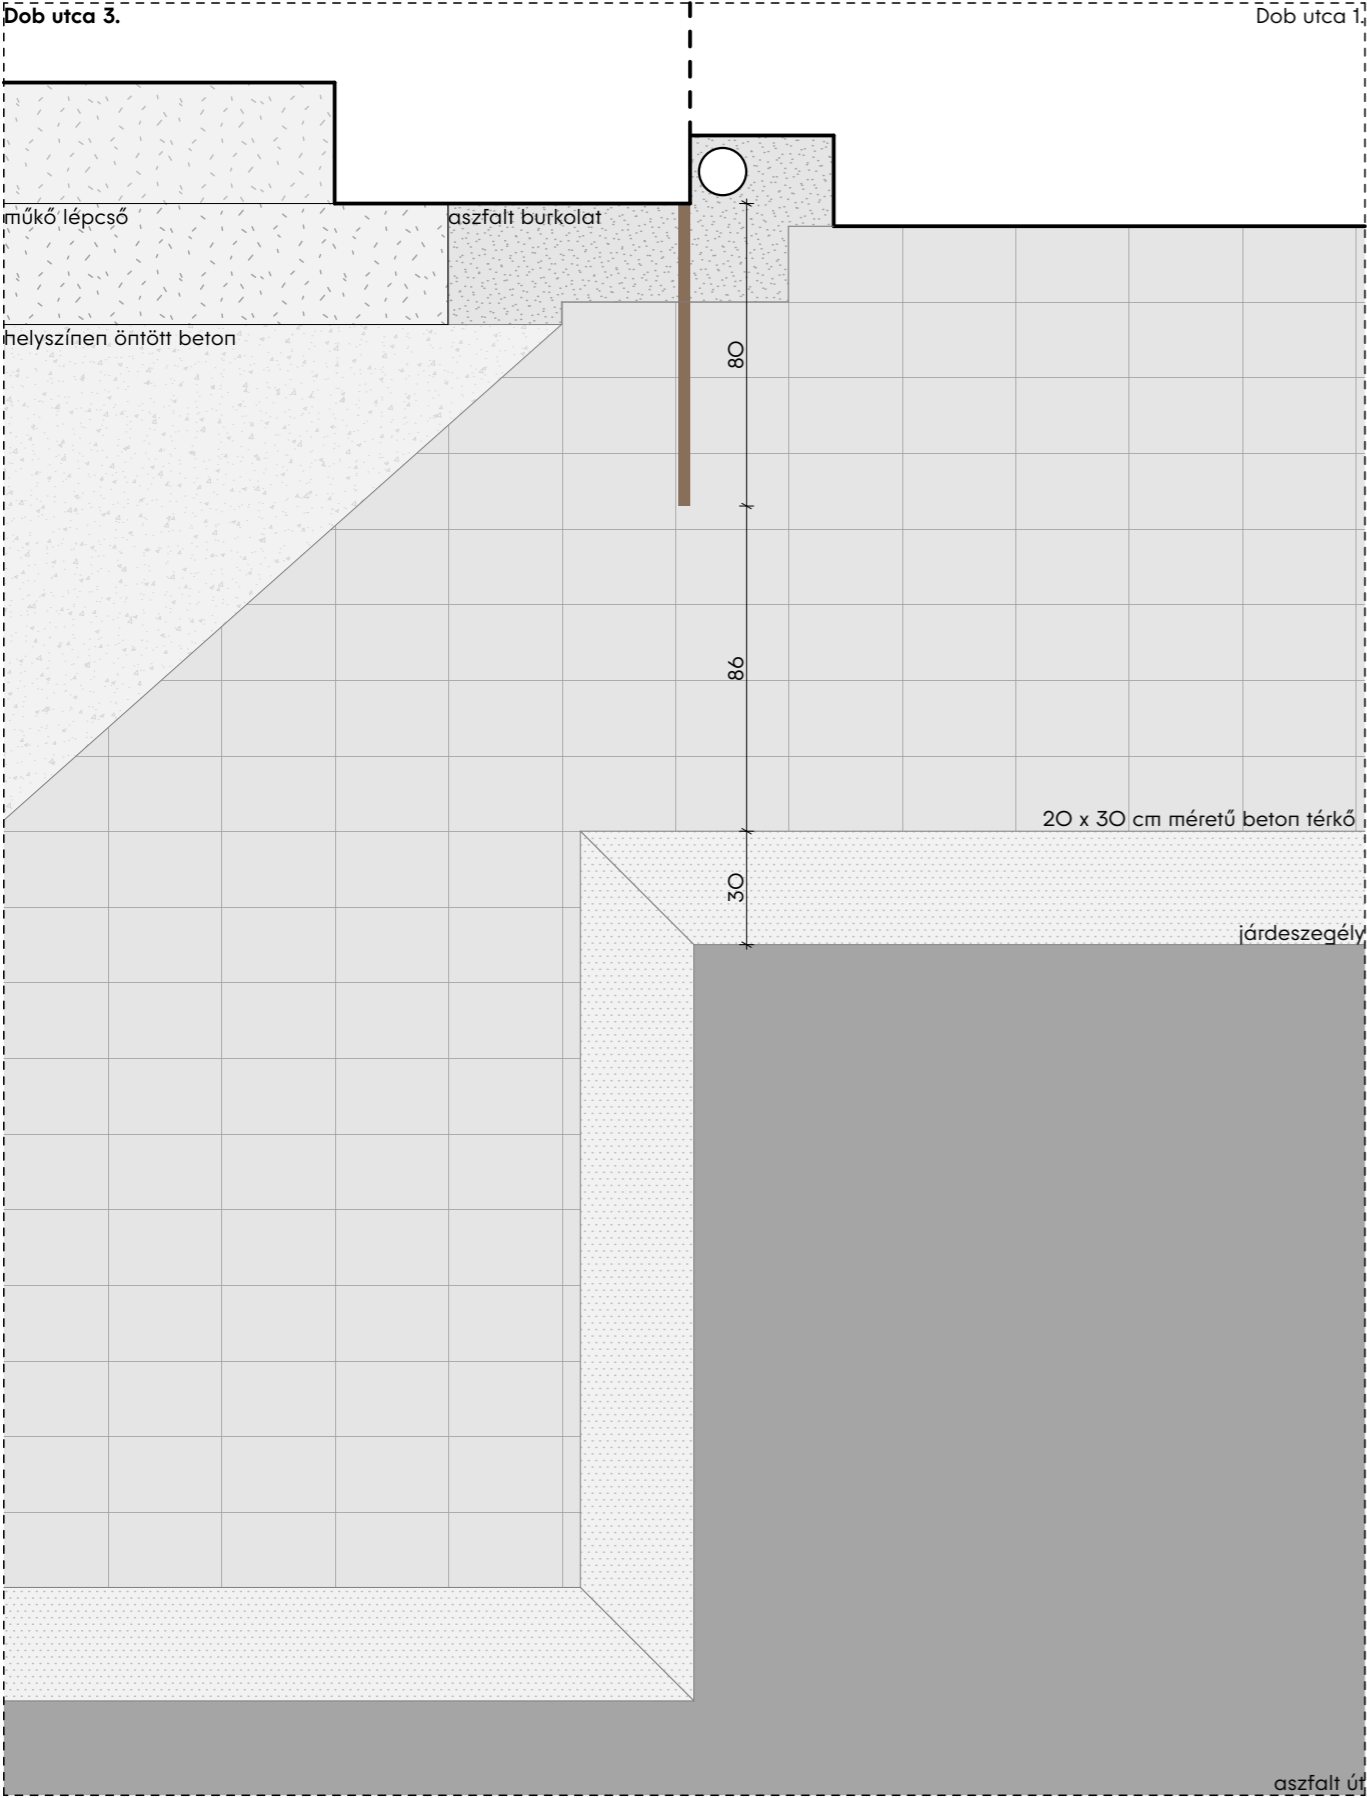 Dob utca 3.
Dob utca 1.
műkő lépcső
aszfalt burkolat
helyszínen öntött beton
80
86
20 x 30 cm méretű beton térkő
30
járdeszegély
aszfalt út